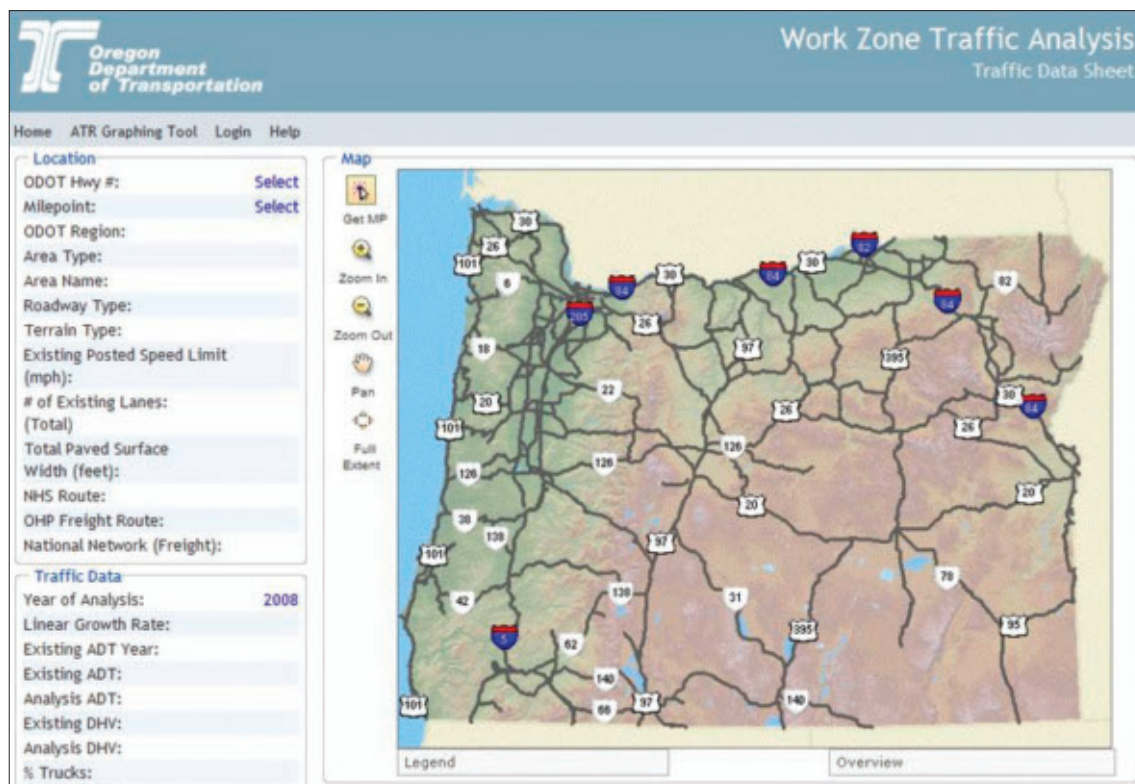 Oregon
Department
of Transportation
Work Zone Traffic Analysis
Traffic Data Sheet
Home ATR Graphing Tool Login Help
Location
ODOT Hwy #: Select
Milepoint: Select
ODOT Region:
Area Type:
Area Name:
Roadway Type:
Terrain Type:
Existing Posted Speed Limit
(mph):
# of Existing Lanes:
(Total)
Total Paved Surface
Width (feet):
NHS Route:
OHP Freight Route:
National Network (Freight):
Traffic Data
Year of Analysis: 2008
Linear Growth Rate:
Existing ADT Year:
Existing ADT:
Analysis ADT:
Existing DHV:
Analysis DHV:
% Trucks:
Map
Get MP
Zoom In
Zoom Out
Pan
Full
Extent
30
26
101
6
84
30
84
30
82
82
205
26
84
18
97
395
22
20
26
30
84
101
26
126
126
126
20
20
38
138
97
101
78
42
138
31
5
395
95
62
140
101
66
97
140
Legend
Overview